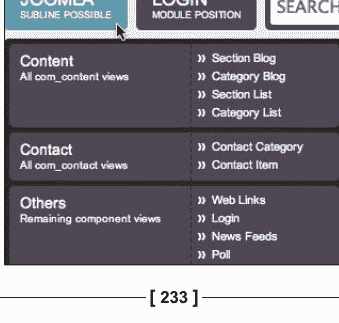 JOOMLA LOGIN SEARCH
SUBLINE POSSIBLE MODULE POSITION
Content
All com_content views
» Section Blog
» Category Blog
» Section List
» Category List
Contact
All com_contact views
» Contact Category
» Contact Item
Others
Remaining component views
» Web Links
» Login
» News Feeds
» Poll
[ 233 ]